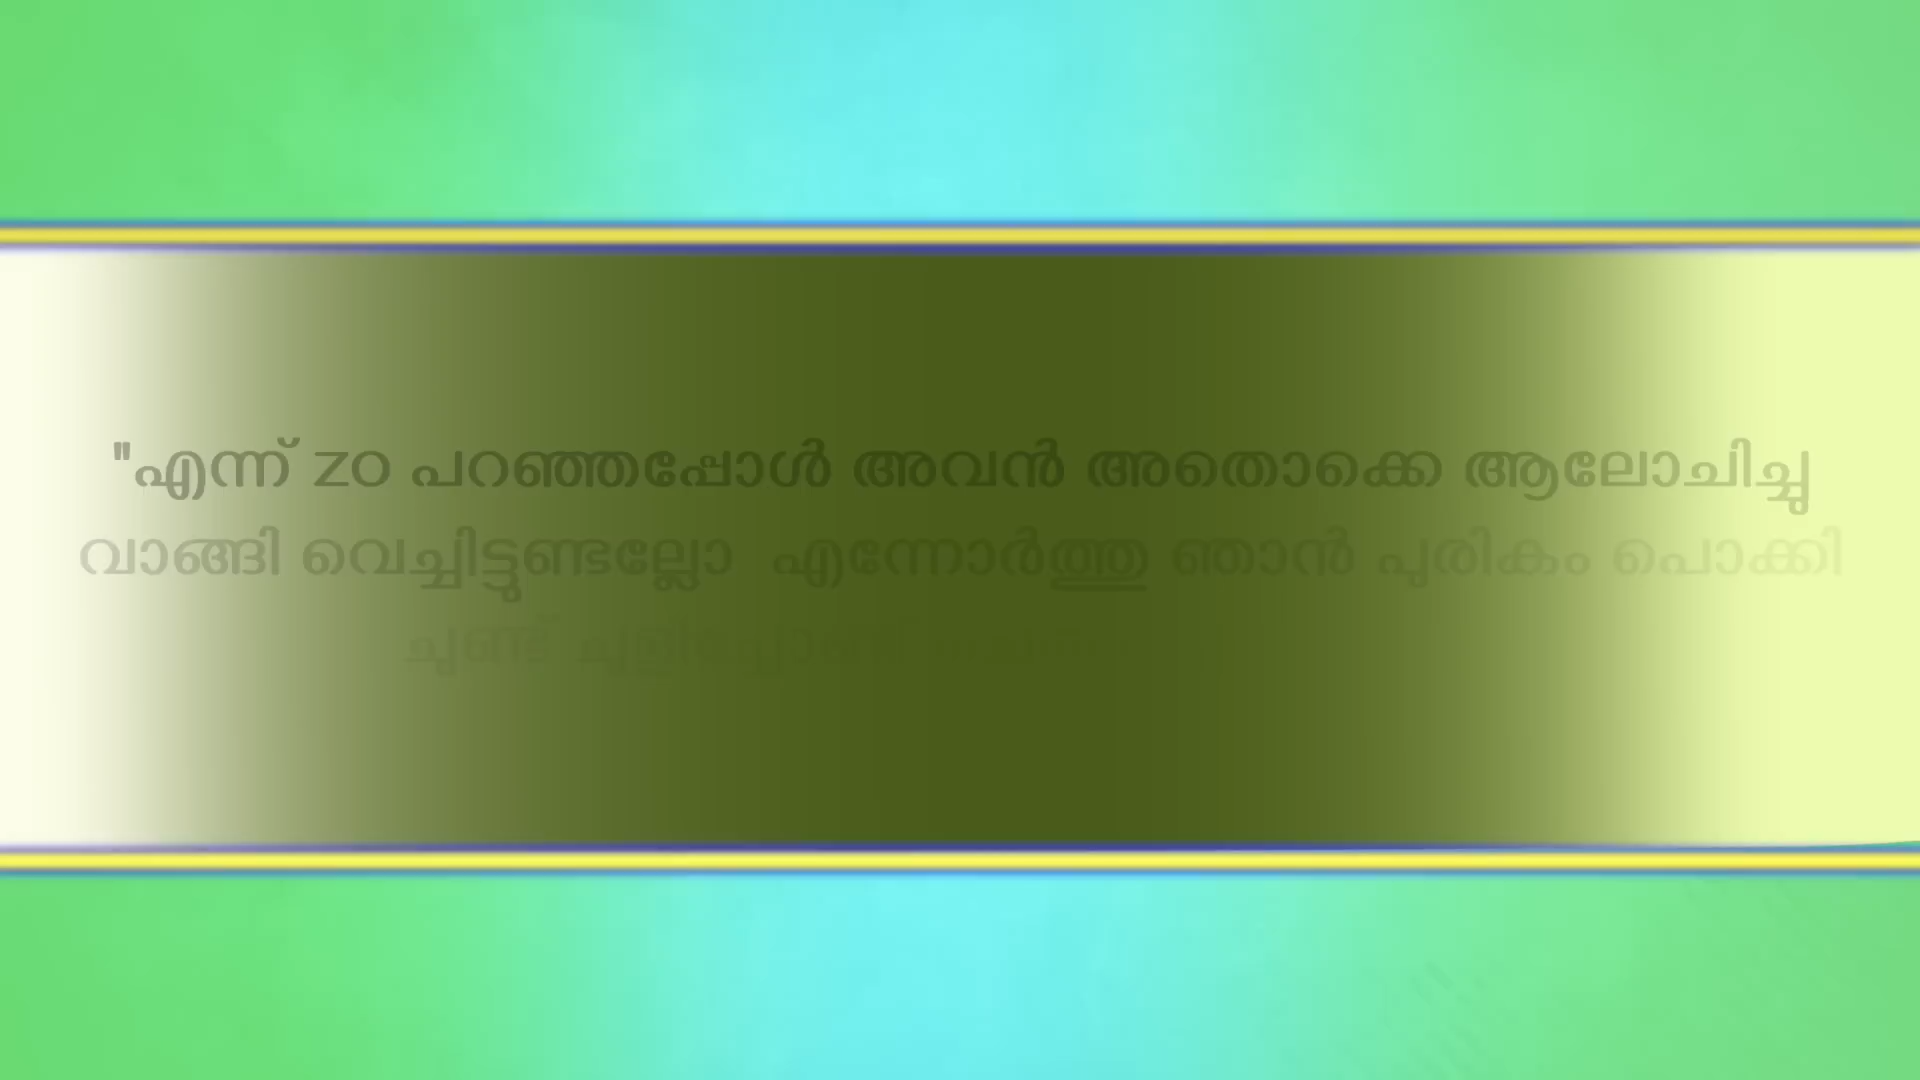 "എന്ന് zo പറഞ്ഞപ്പോൾ അവൻ അതൊക്കെ ആലോചിച്ച
വാങ്ങി വെച്ചിട്ടുണ്ടല്ലോ എന്നോർത്തു ഞാൻ പുരികം പൊക്കി
ചുണ്ട്